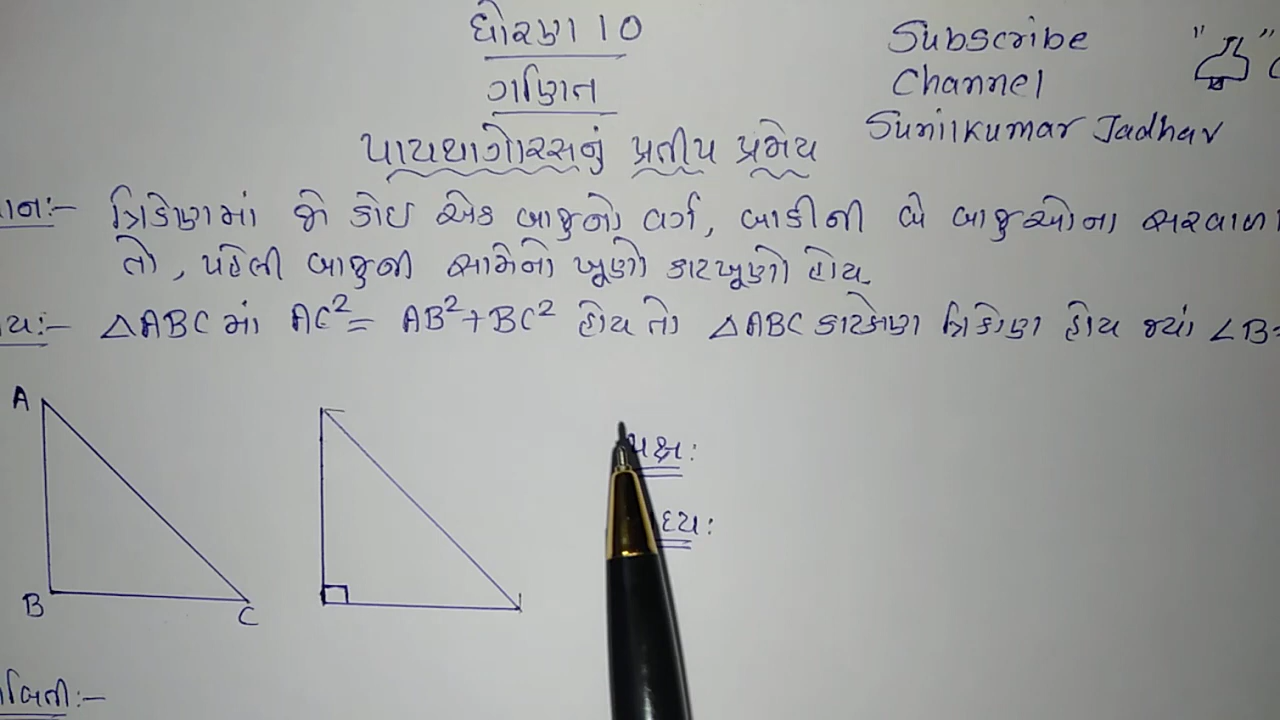 ધોરણ 10
ગણિત
પાયથાગોરસનું પ્રતીપ પ્રમેય
Subscribe
Channel
Sunilkumar Jadhav
ાન:- ત્રિકોણમાં જો કોઇ એક બાજુનો વર્ગ, બાકીની બે બાજુઓના સરવાળ
તો, પહેલી બાજુની સામેનો ખૂણો કાટખૂણો હોય.
ય:- △ABC માં AC² = AB² + BC² હોય તો △ABC કાટકોણ ત્રિકોણ હોય જ્યાં ∠B=
A
B
C
પક્ષ:
ધ્ય:
બિતી:-